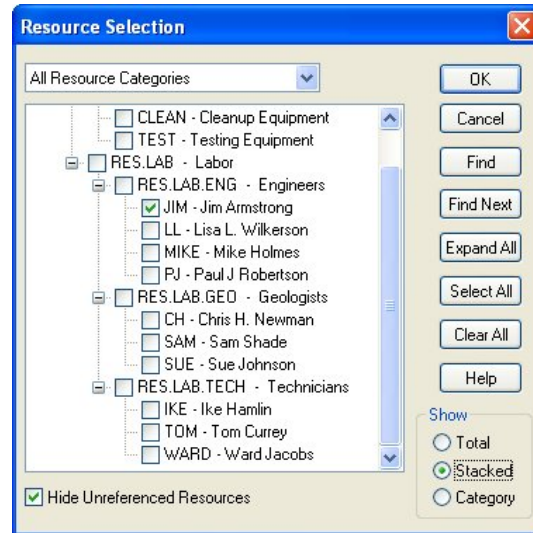 Resource Selection
All Resource Categories
OK
CLEAN - Cleanup Equipment
TEST - Testing Equipment
RES.LAB - Labor
RES.LAB.ENG - Engineers
JIM - Jim Armstrong
LL - Lisa L. Wilkerson
MIKE - Mike Holmes
PJ - Paul J Robertson
RES.LAB.GEO - Geologists
CH - Chris H. Newman
SAM - Sam Shade
SUE - Sue Johnson
RES.LAB.TECH - Technicians
IKE - Ike Hamlin
TOM - Tom Currey
WARD - Ward Jacobs
Hide Unreferenced Resources
Cancel
Find
Find Next
Expand All
Select All
Clear All
Help
Show
Total
Stacked
Category